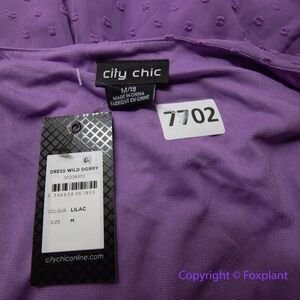 city chic
M/18
MADE IN CHINA
FABRIQUÉ EN CHINE
7702
DRESS WILD DOBBY
COLOUR LILAC
SIZE M
citychiconline.com
Copyright © Foxplant